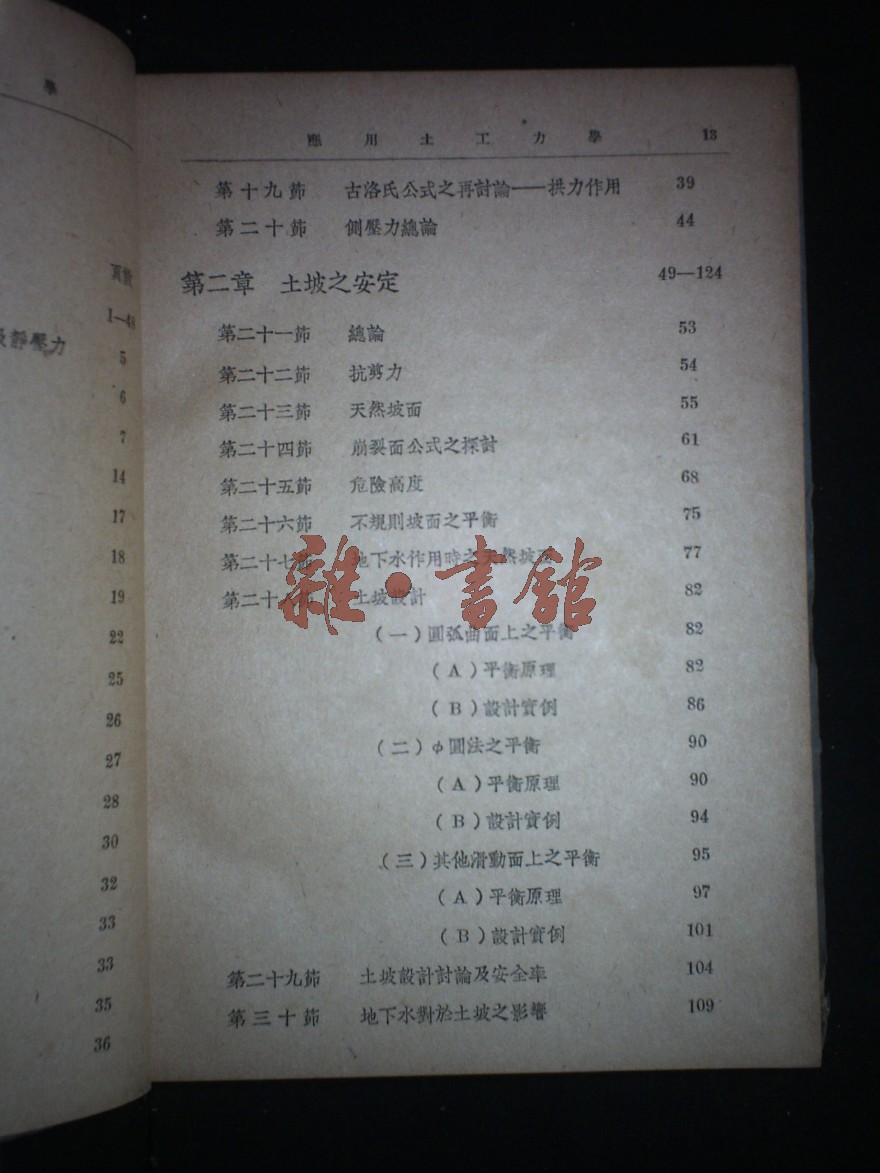 學
頁數
1—48
靜壓力
5
6
7
14
17
18
19
22
25
26
27
28
30
32
33
33
35
36
應用土工力學 13
第十九節 古洛氏公式之再討論——拱力作用 39
第二十節 側壓力總論 44
第二章 土坡之安定 49—124
第二十一節 總論 53
第二十二節 抗剪力 54
第二十三節 天然坡面 55
第二十四節 崩裂面公式之探討 61
第二十五節 危險高度 68
第二十六節 不規則坡面之平衡 75
第二十七節 地下水作用時之天然坡面 77
第二十八節 土坡設計 82
(一)圓弧曲面上之平衡 82
(A)平衡原理 82
(B)設計實例 86
(二)φ圓法之平衡 90
(A)平衡原理 90
(B)設計實例 94
(三)其他滑動面上之平衡 95
(A)平衡原理 97
(B)設計實例 101
第二十九節 土坡設計討論及安全率 104
第三十節 地下水對於土坡之影響 109
雜·書館